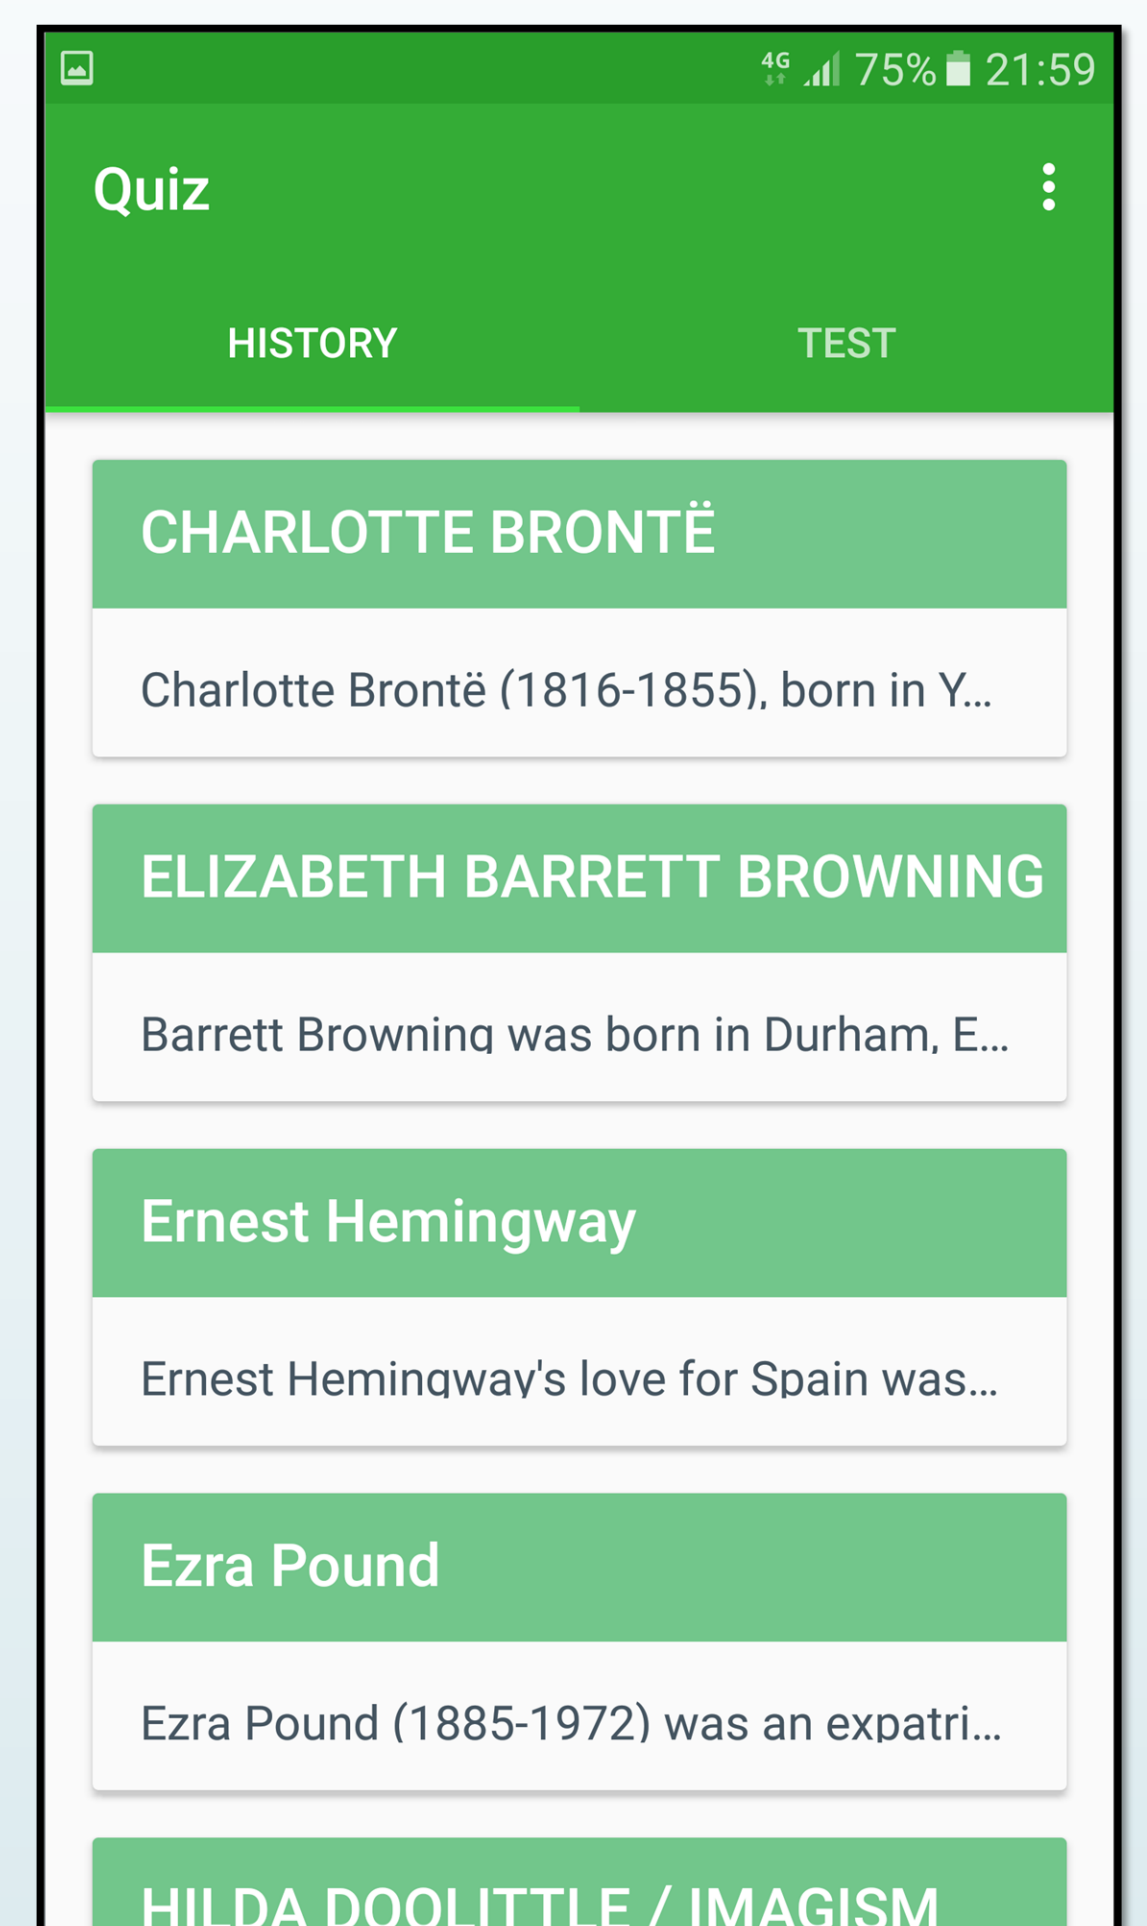 4G 75% 21:59
Quiz
HISTORY TEST
CHARLOTTE BRONTË
Charlotte Brontë (1816-1855), born in Y...
ELIZABETH BARRETT BROWNING
Barrett Browning was born in Durham, E...
Ernest Hemingway
Ernest Hemingway's love for Spain was...
Ezra Pound
Ezra Pound (1885-1972) was an expatri...
HILDA DOOLITTLE / IMAGISM